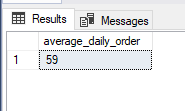 Results Messages
average_daily_order
1 59